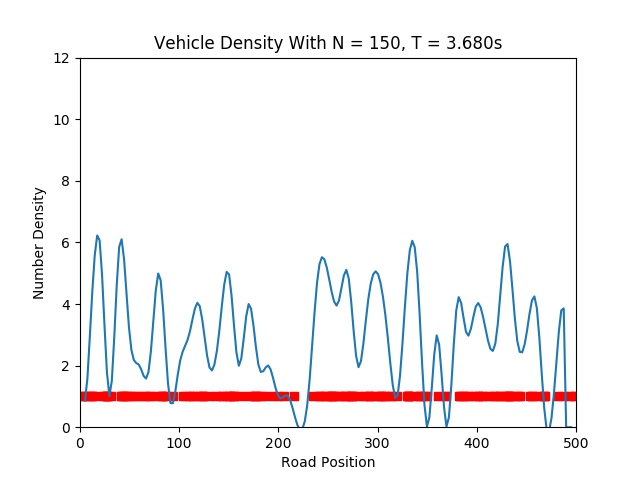 Vehicle Density With N = 150, T = 3.680s
12
10
8
6
4
2
0
Number Density
0 100 200 300 400 500
Road Position